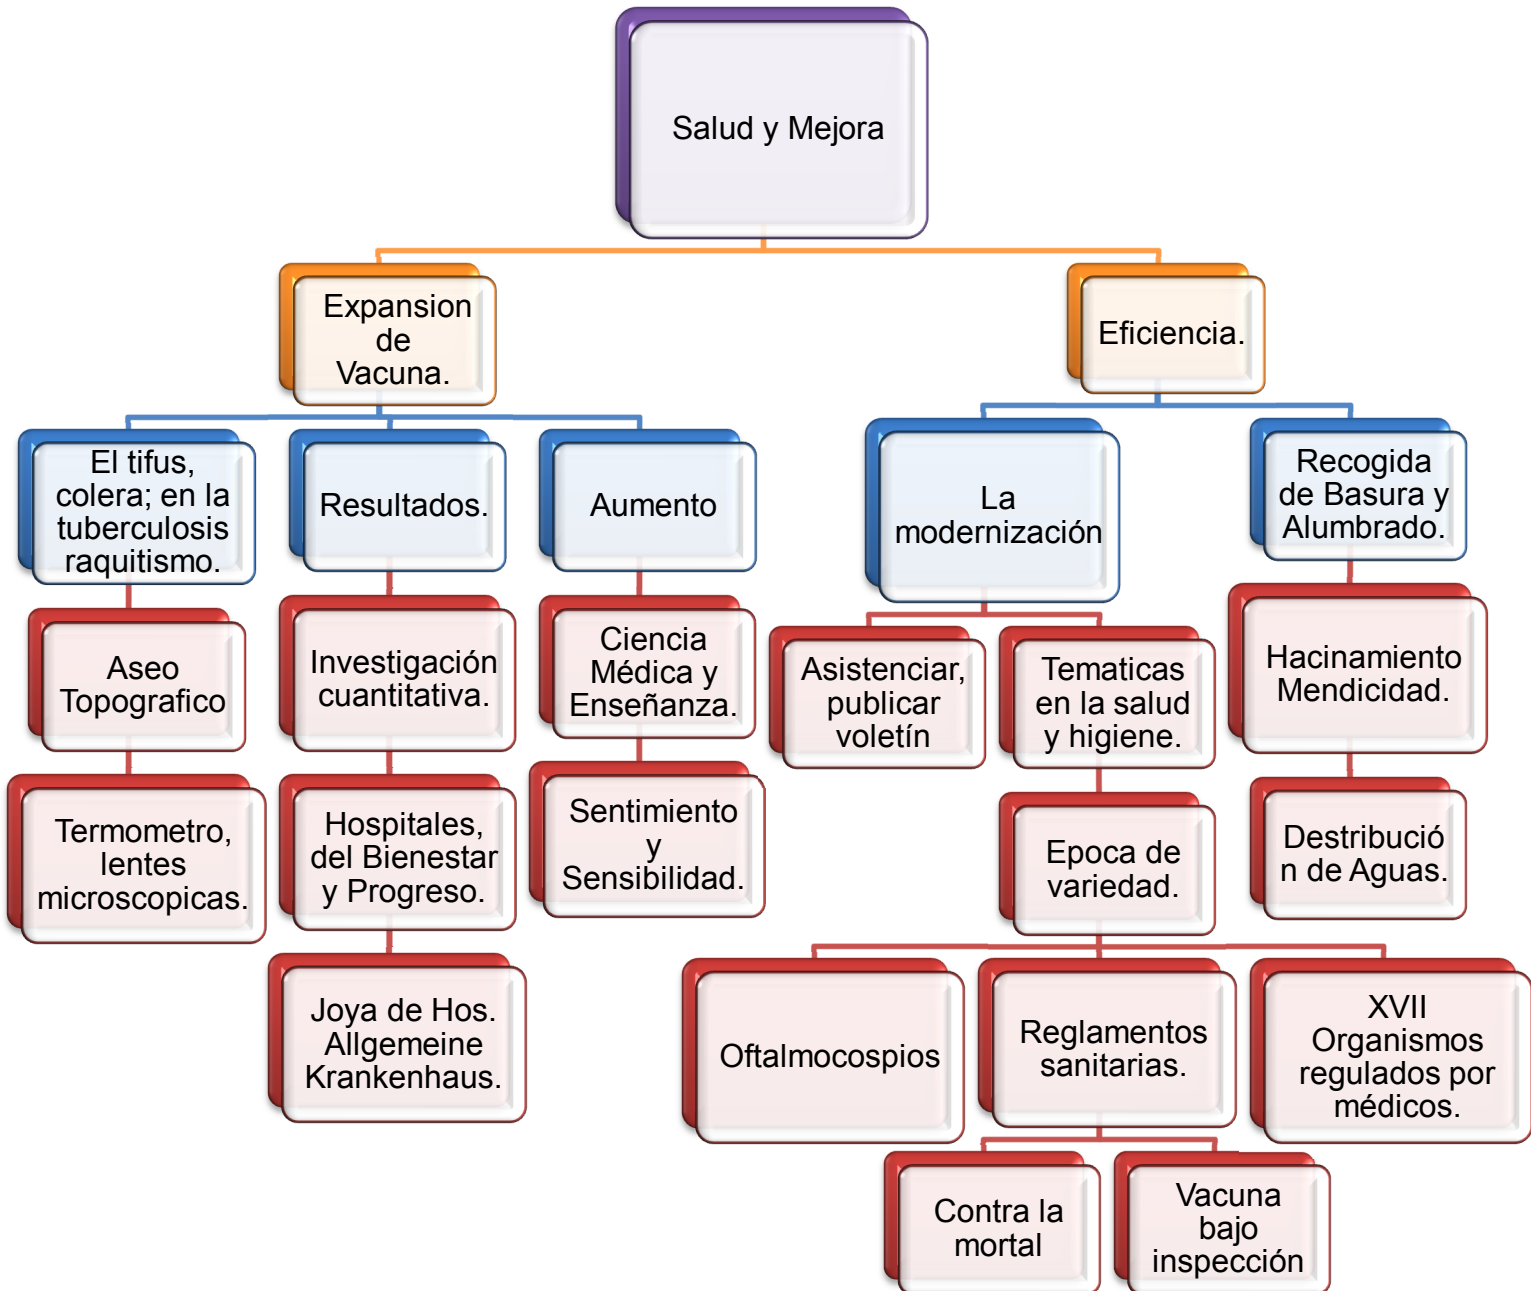 Salud y Mejora
Expansion
de
Vacuna.
Eficiencia.
El tifus,
colera; en la
tuberculosis
raquitismo.
Resultados.
Aumento
La
modernización
Recogida
de Basura y
Alumbrado.
Aseo
Topografico
Investigación
cuantitativa.
Ciencia
Médica y
Enseñanza.
Asistenciar,
publicar
voletín
Tematicas
en la salud
y higiene.
Hacinamiento
Mendicidad.
Termometro,
lentes
microscopicas.
Hospitales,
del Bienestar
y Progreso.
Sentimiento
y
Sensibilidad.
Epoca de
variedad.
Destribució
n de Aguas.
Joya de Hos.
Allgemeine
Krankenhaus.
Oftalmocospios
Reglamentos
sanitarias.
XVII
Organismos
regulados por
médicos.
Contra la
mortal
Vacuna
bajo
inspección